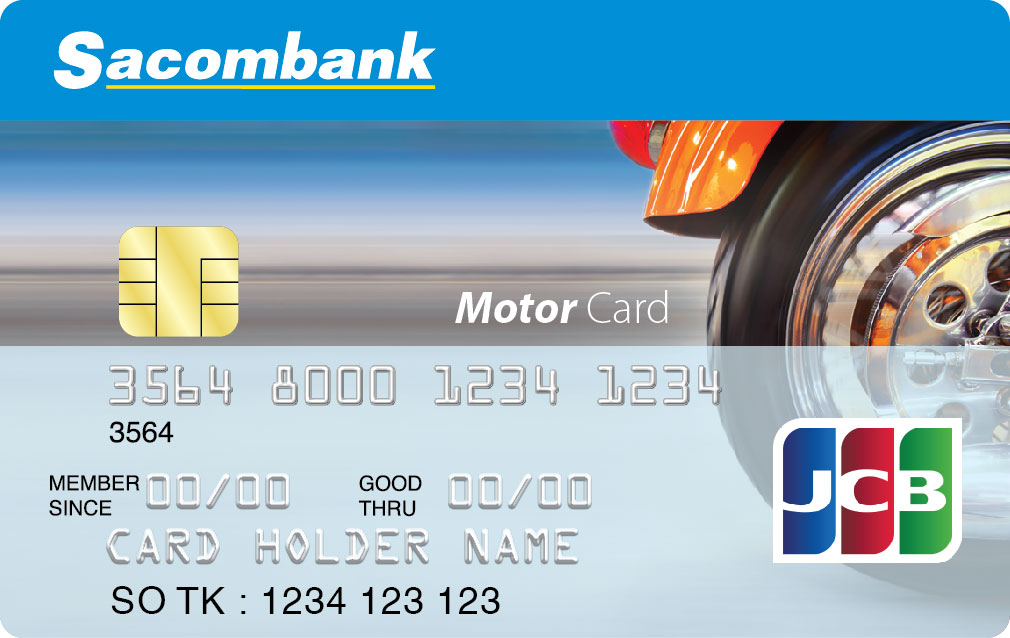 Sacombank
Motor Card
3564 8000 1234 1234
3564
MEMBER SINCE 00/00 GOOD THRU 00/00
CARD HOLDER NAME
SO TK : 1234 123 123
JCB